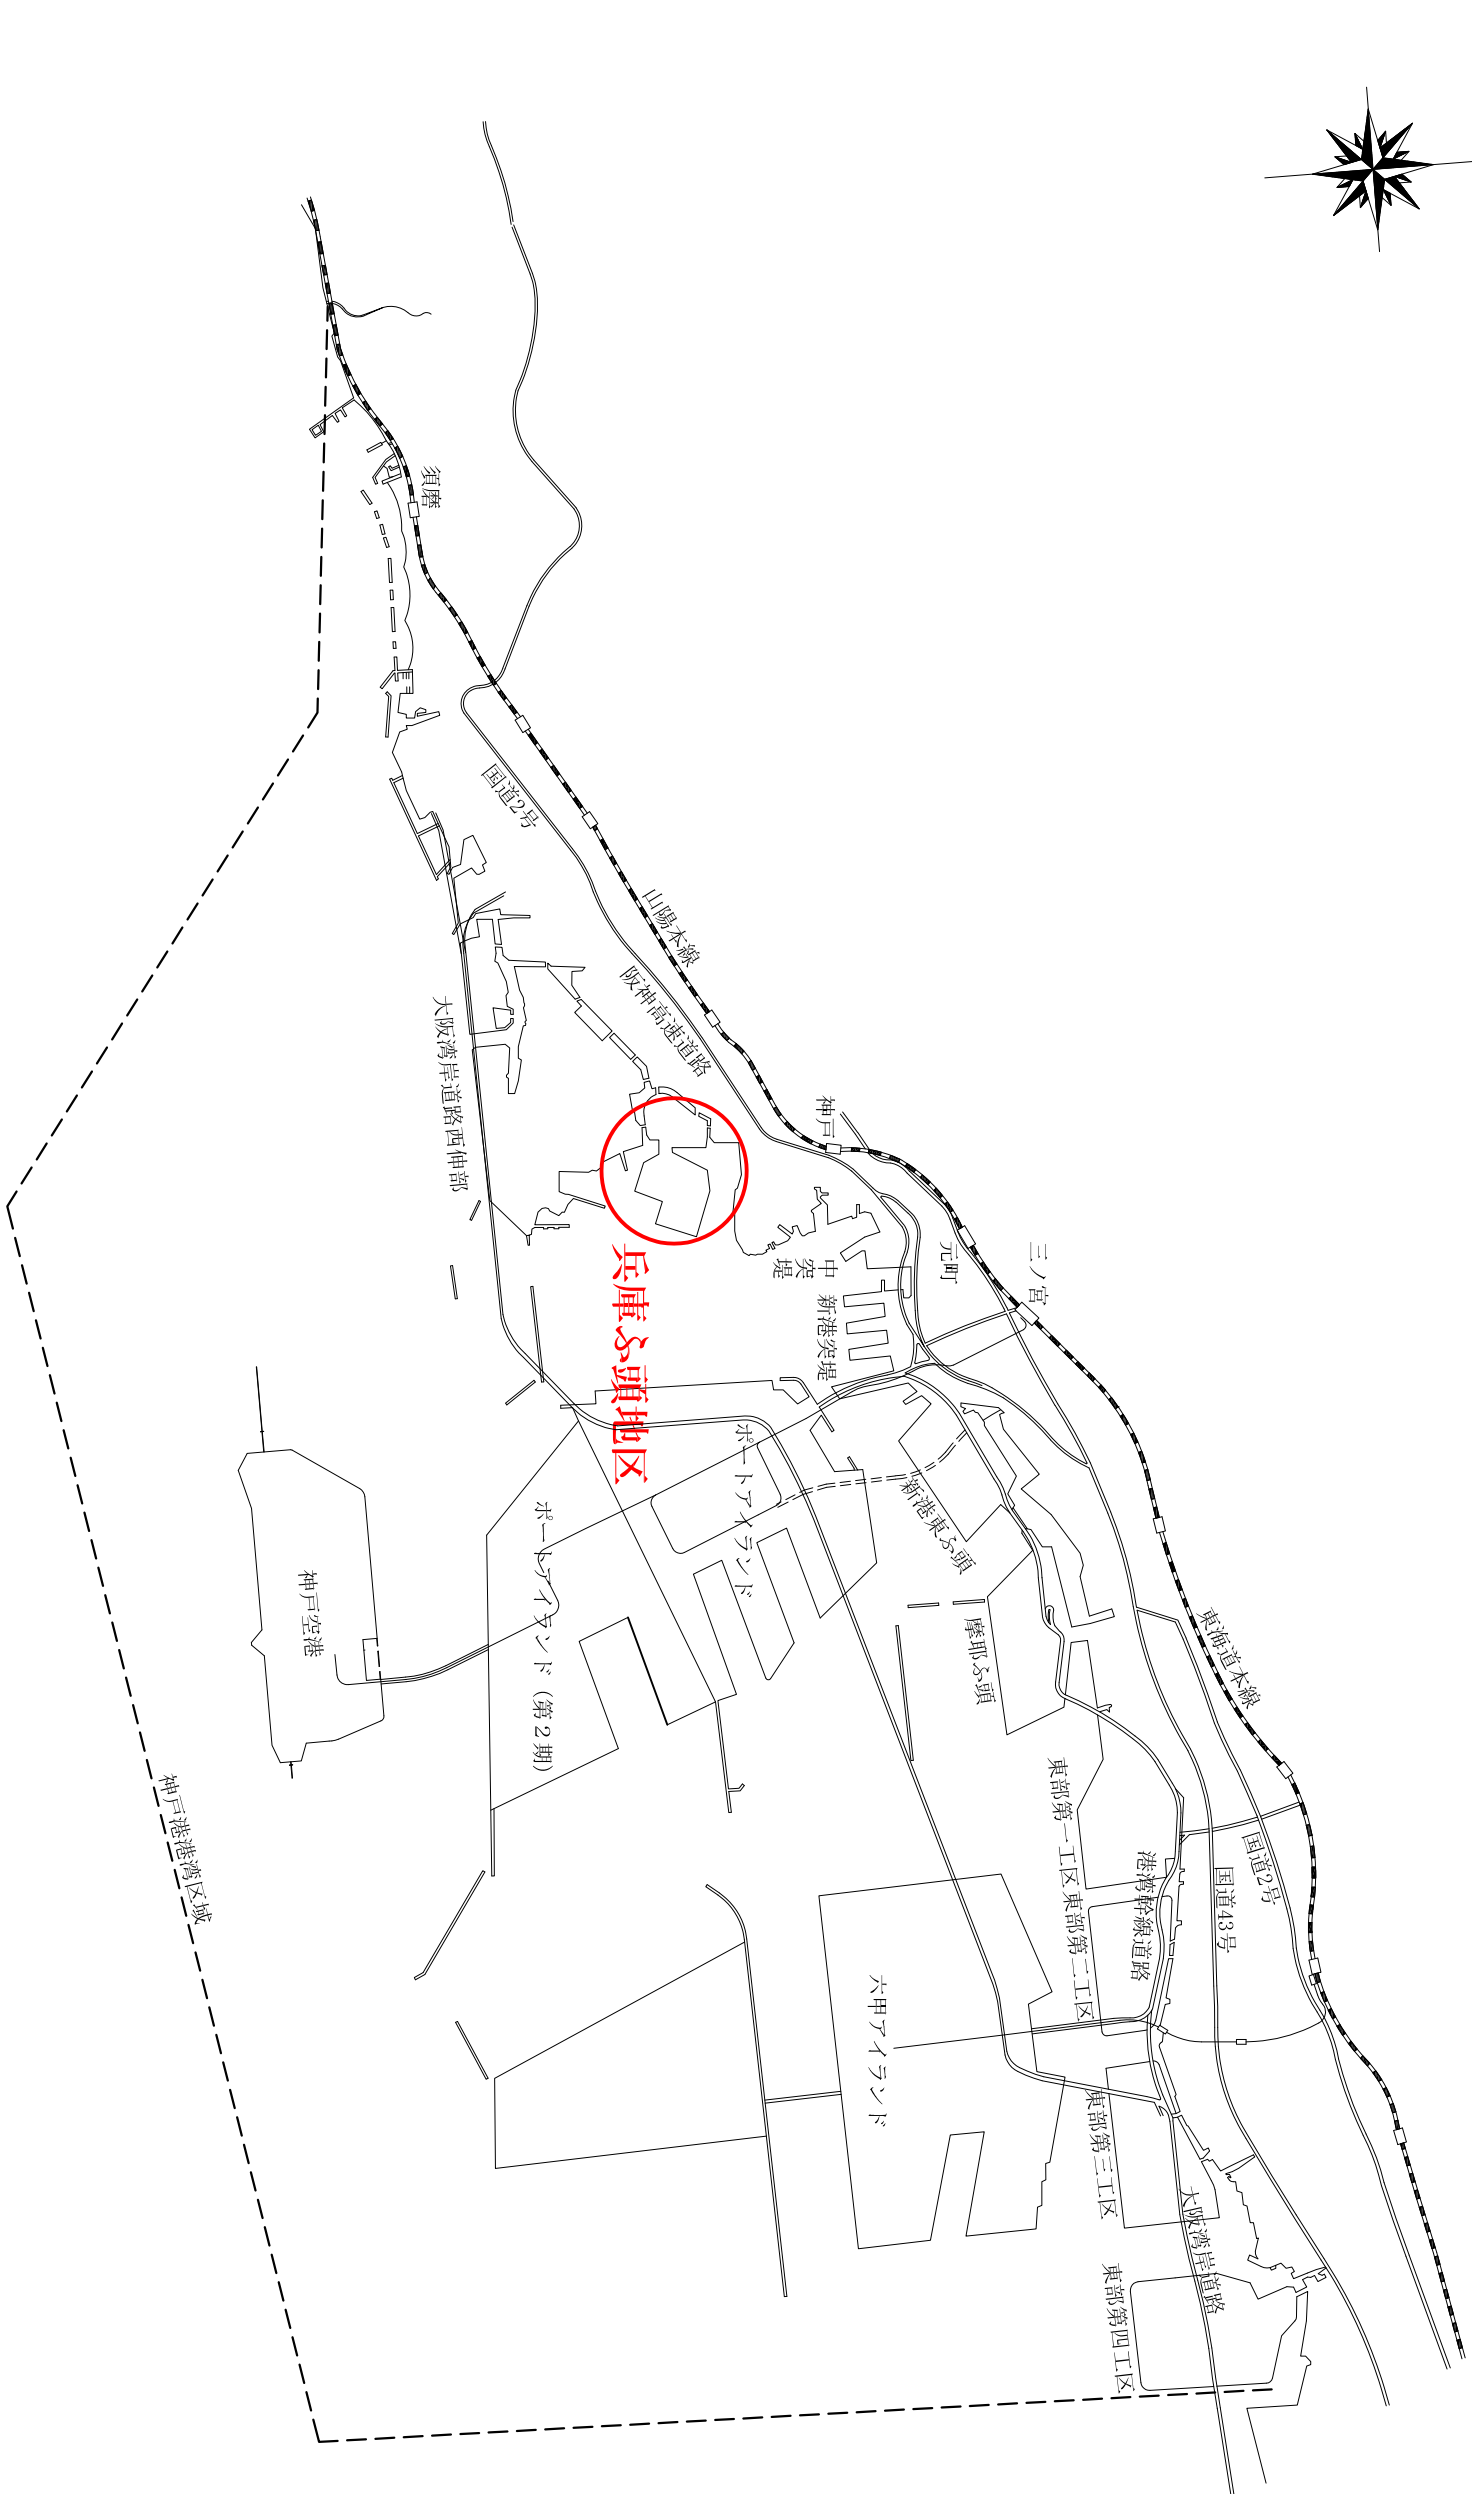 須磨
国道2号
山陽本線
阪神高速道路
大阪湾岸道路西伸部
神戸
元町
三ノ宮
中突堤
新港突堤
兵庫ふ頭地区
ポートアイランド
ポートアイランド（第２期）
新港東ふ頭
摩耶ふ頭
神戸空港
東海道本線
神戸港港湾区域
東部第一工区
東部第二工区
港湾幹線道路
国道43号
国道2号
六甲アイランド
東部第三工区
大阪湾岸道路
東部第四工区